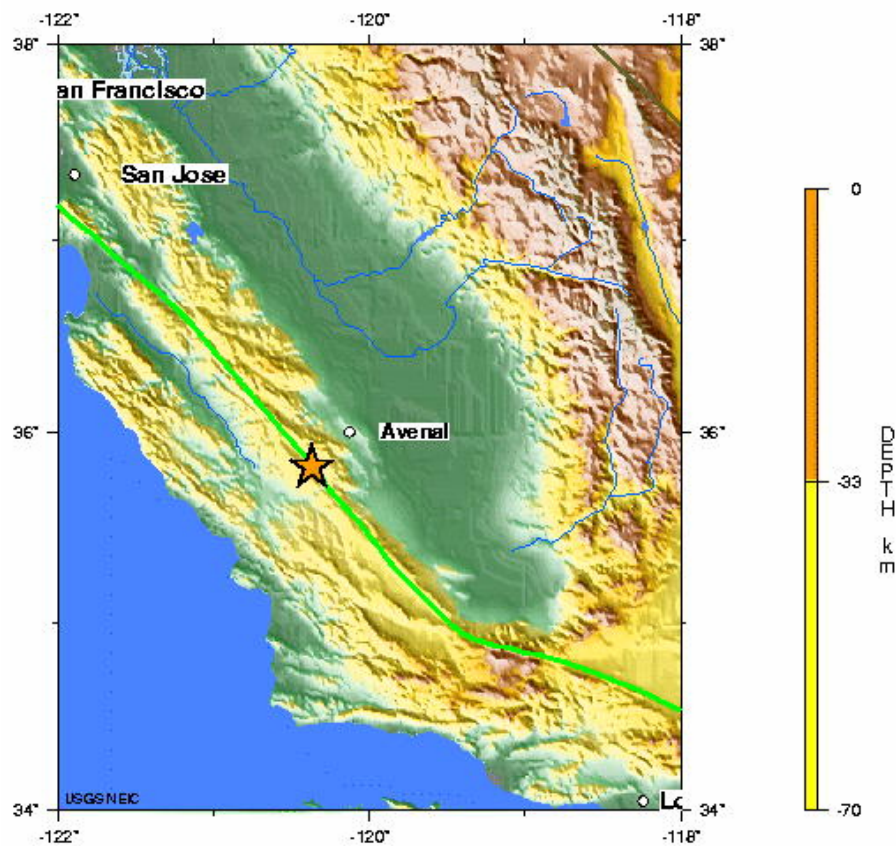 -122° -120° -118°
38° 38°
an Francisco
San Jose
0
36° Avenal 36°
-33
DEPTH km
USGS NEIC
Lo
34° 34° -70
-122° -120° -118°